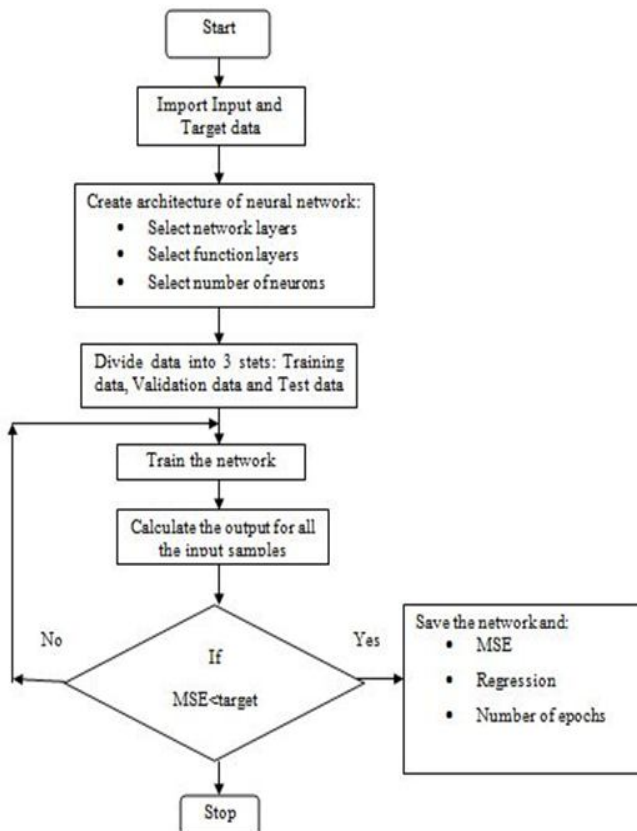 Start
Import Input and
Target data
Create architecture of neural network:
• Select network layers
• Select function layers
• Select number of neurons
Divide data into 3 stets: Training
data, Validation data and Test data
Train the network
Calculate the output for all
the input samples
No
If
MSE<target
Yes
Save the network and:
• MSE
• Regression
• Number of epochs
Stop